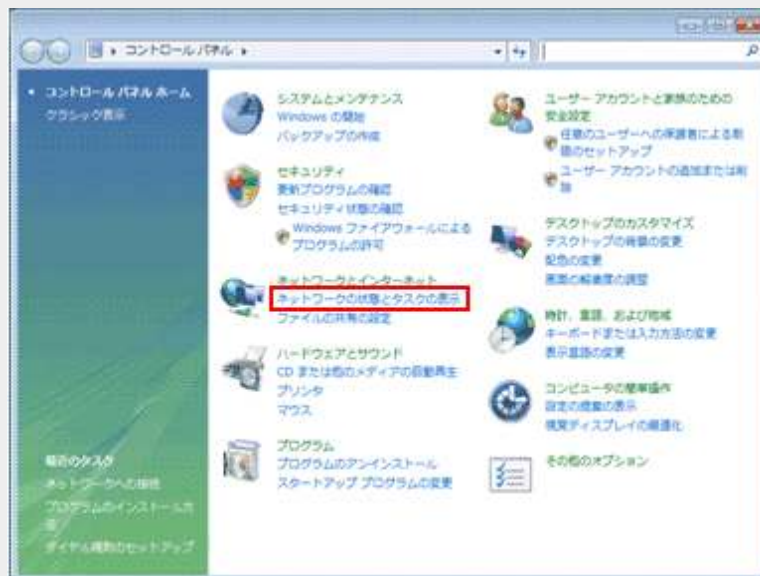 コントロール パネル
コントロール パネル ホーム
クラシック表示
システムとメンテナンス
Windows の開始
バックアップの作成
セキュリティ
更新プログラムの確認
セキュリティ状態の確認
Windows ファイアウォールによる
プログラムの許可
ネットワークとインターネット
ネットワークの状態とタスクの表示
ファイルの共有の設定
ハードウェアとサウンド
CD または他のメディアの自動再生
プリンタ
マウス
プログラム
プログラムのアンインストール
スタートアップ プログラムの変更
ユーザー アカウントと家族のための
安全設定
任意のユーザーへの保護者による制
限のセットアップ
ユーザー アカウントの追加または削
除
デスクトップのカスタマイズ
デスクトップの背景の変更
配色の変更
画面の解像度の調整
時計、言語、および地域
キーボードまたは入力方法の変更
表示言語の変更
コンピュータの簡単操作
設定の提案の表示
視覚ディスプレイの最適化
その他のオプション
最近のタスク
ネットワークへの接続
プログラムのインストール方
法
ダイヤル種別のセットアップ